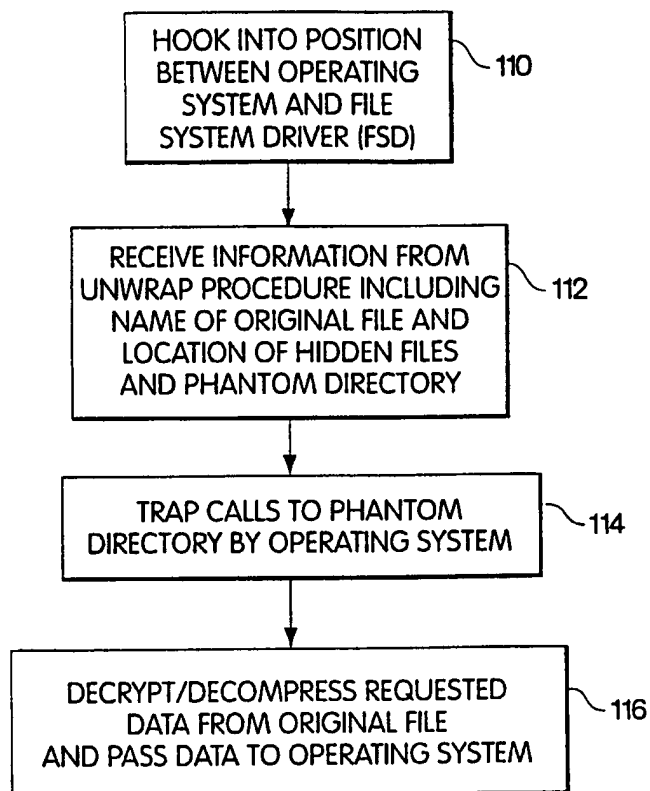 HOOK INTO POSITION
BETWEEN OPERATING
SYSTEM AND FILE
SYSTEM DRIVER (FSD)
110
RECEIVE INFORMATION FROM
UNWRAP PROCEDURE INCLUDING
NAME OF ORIGINAL FILE AND
LOCATION OF HIDDEN FILES
AND PHANTOM DIRECTORY
112
TRAP CALLS TO PHANTOM
DIRECTORY BY OPERATING SYSTEM
114
DECRYPT/DECOMPRESS REQUESTED
DATA FROM ORIGINAL FILE
AND PASS DATA TO OPERATING SYSTEM
116